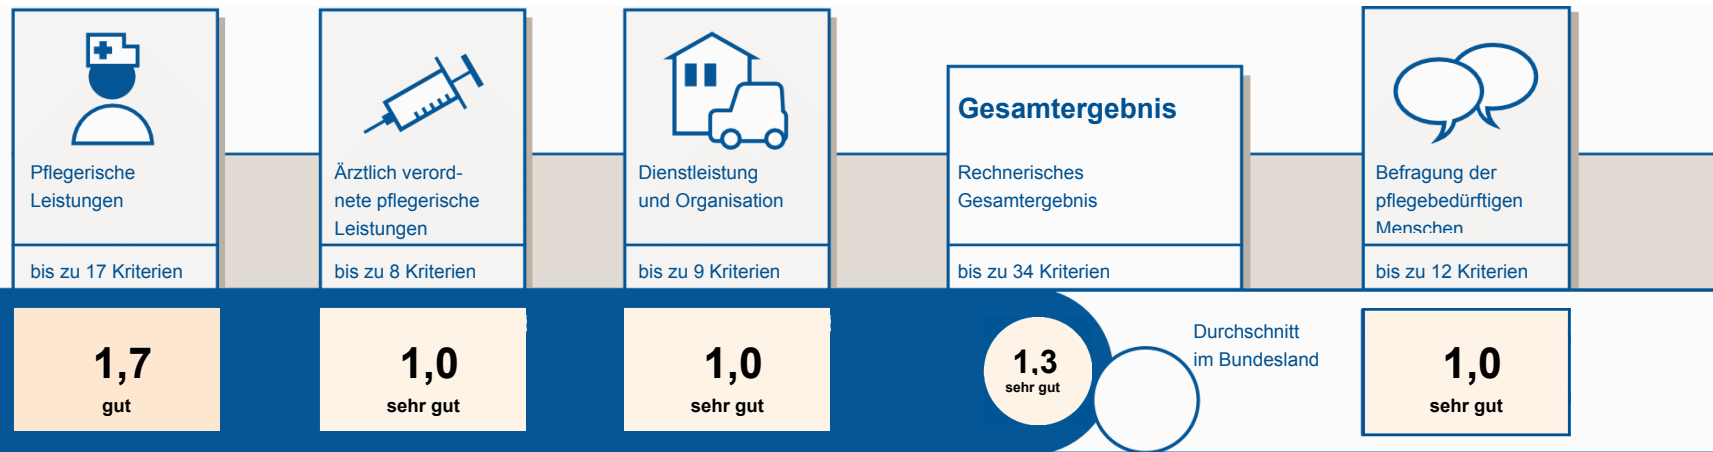 Pflegerische
Leistungen
bis zu 17 Kriterien
1,7
gut
Ärztlich verord-
nete pflegerische
Leistungen
bis zu 8 Kriterien
1,0
sehr gut
Dienstleistung
und Organisation
bis zu 9 Kriterien
1,0
sehr gut
Gesamtergebnis
Rechnerisches
Gesamtergebnis
bis zu 34 Kriterien
1,3
sehr gut
Durchschnitt
im Bundesland
Befragung der
pflegebedürftigen
Menschen
bis zu 12 Kriterien
1,0
sehr gut